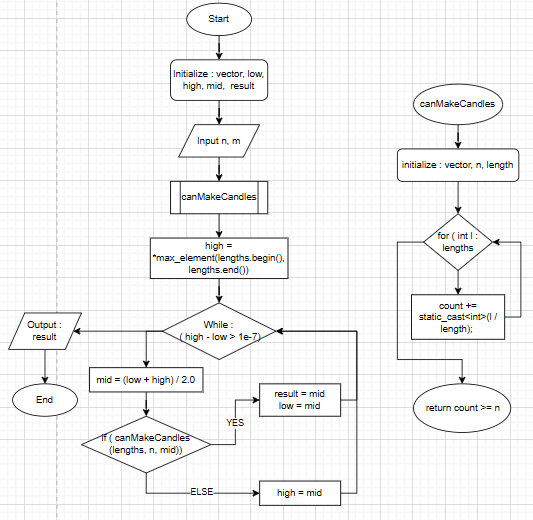 Start
Initialize : vector, low,
high, mid, result
Input n, m
canMakeCandles
high =
*max_element(lengths.begin(),
lengths.end())
While :
( high - low > 1e-7)
Output :
result
End
mid = (low + high) / 2.0
if ( canMakeCandles
(lengths, n, mid))
YES
result = mid
low = mid
ELSE
high = mid
canMakeCandles
initialize : vector, n, length
for ( int l :
lengths
count +=
static_cast<int>(l /
length);
return count >= n